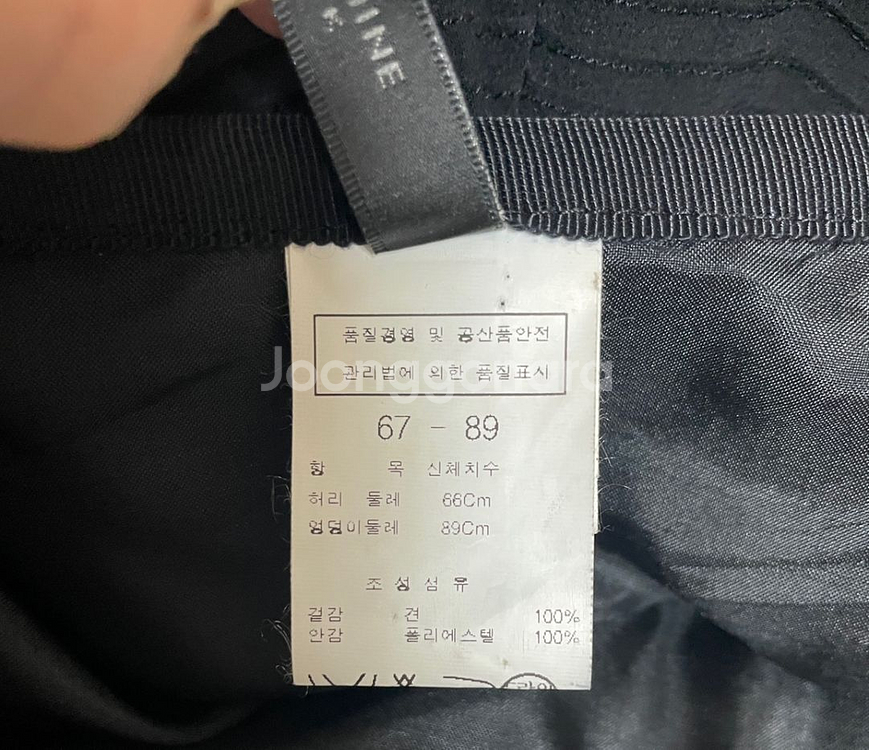 HINE
품질경영 및 공산품안전
관리법에 의한 품질표시
Joonggonara
67 - 89
항 목 신체치수
허리 둘레 66Cm
엉덩이둘레 89Cm
조 성 섬 유
겉감 견 100%
안감 폴리에스텔 100%